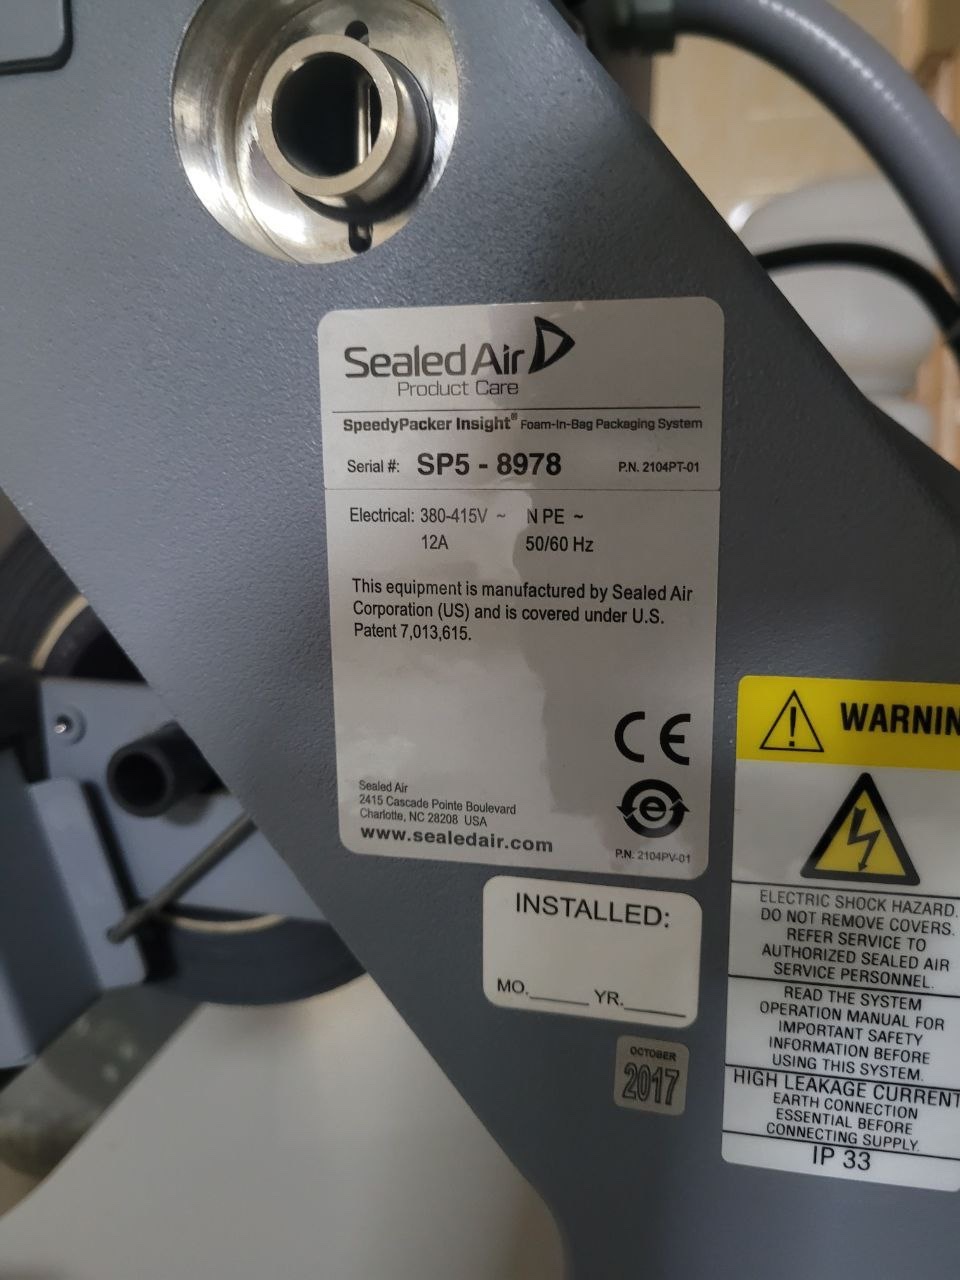 Sealed Air
Product Care
SpeedyPacker Insight® Foam-In-Bag Packaging System
Serial #: SP5 - 8978 P.N. 2104PT-01
Electrical: 380-415V ~ N PE ~
12A 50/60 Hz
This equipment is manufactured by Sealed Air
Corporation (US) and is covered under U.S.
Patent 7,013,615.
CE
e
Sealed Air
2415 Cascade Pointe Boulevard
Charlotte, NC 28208 USA
www.sealedair.com
P.N. 2104PV-01
INSTALLED:
MO.______ YR.______
OCTOBER
2017
WARNIN
ELECTRIC SHOCK HAZARD.
DO NOT REMOVE COVERS.
REFER SERVICE TO
AUTHORIZED SEALED AIR
SERVICE PERSONNEL.
READ THE SYSTEM
OPERATION MANUAL FOR
IMPORTANT SAFETY
INFORMATION BEFORE
USING THIS SYSTEM.
HIGH LEAKAGE CURRENT
EARTH CONNECTION
ESSENTIAL BEFORE
CONNECTING SUPPLY.
IP 33